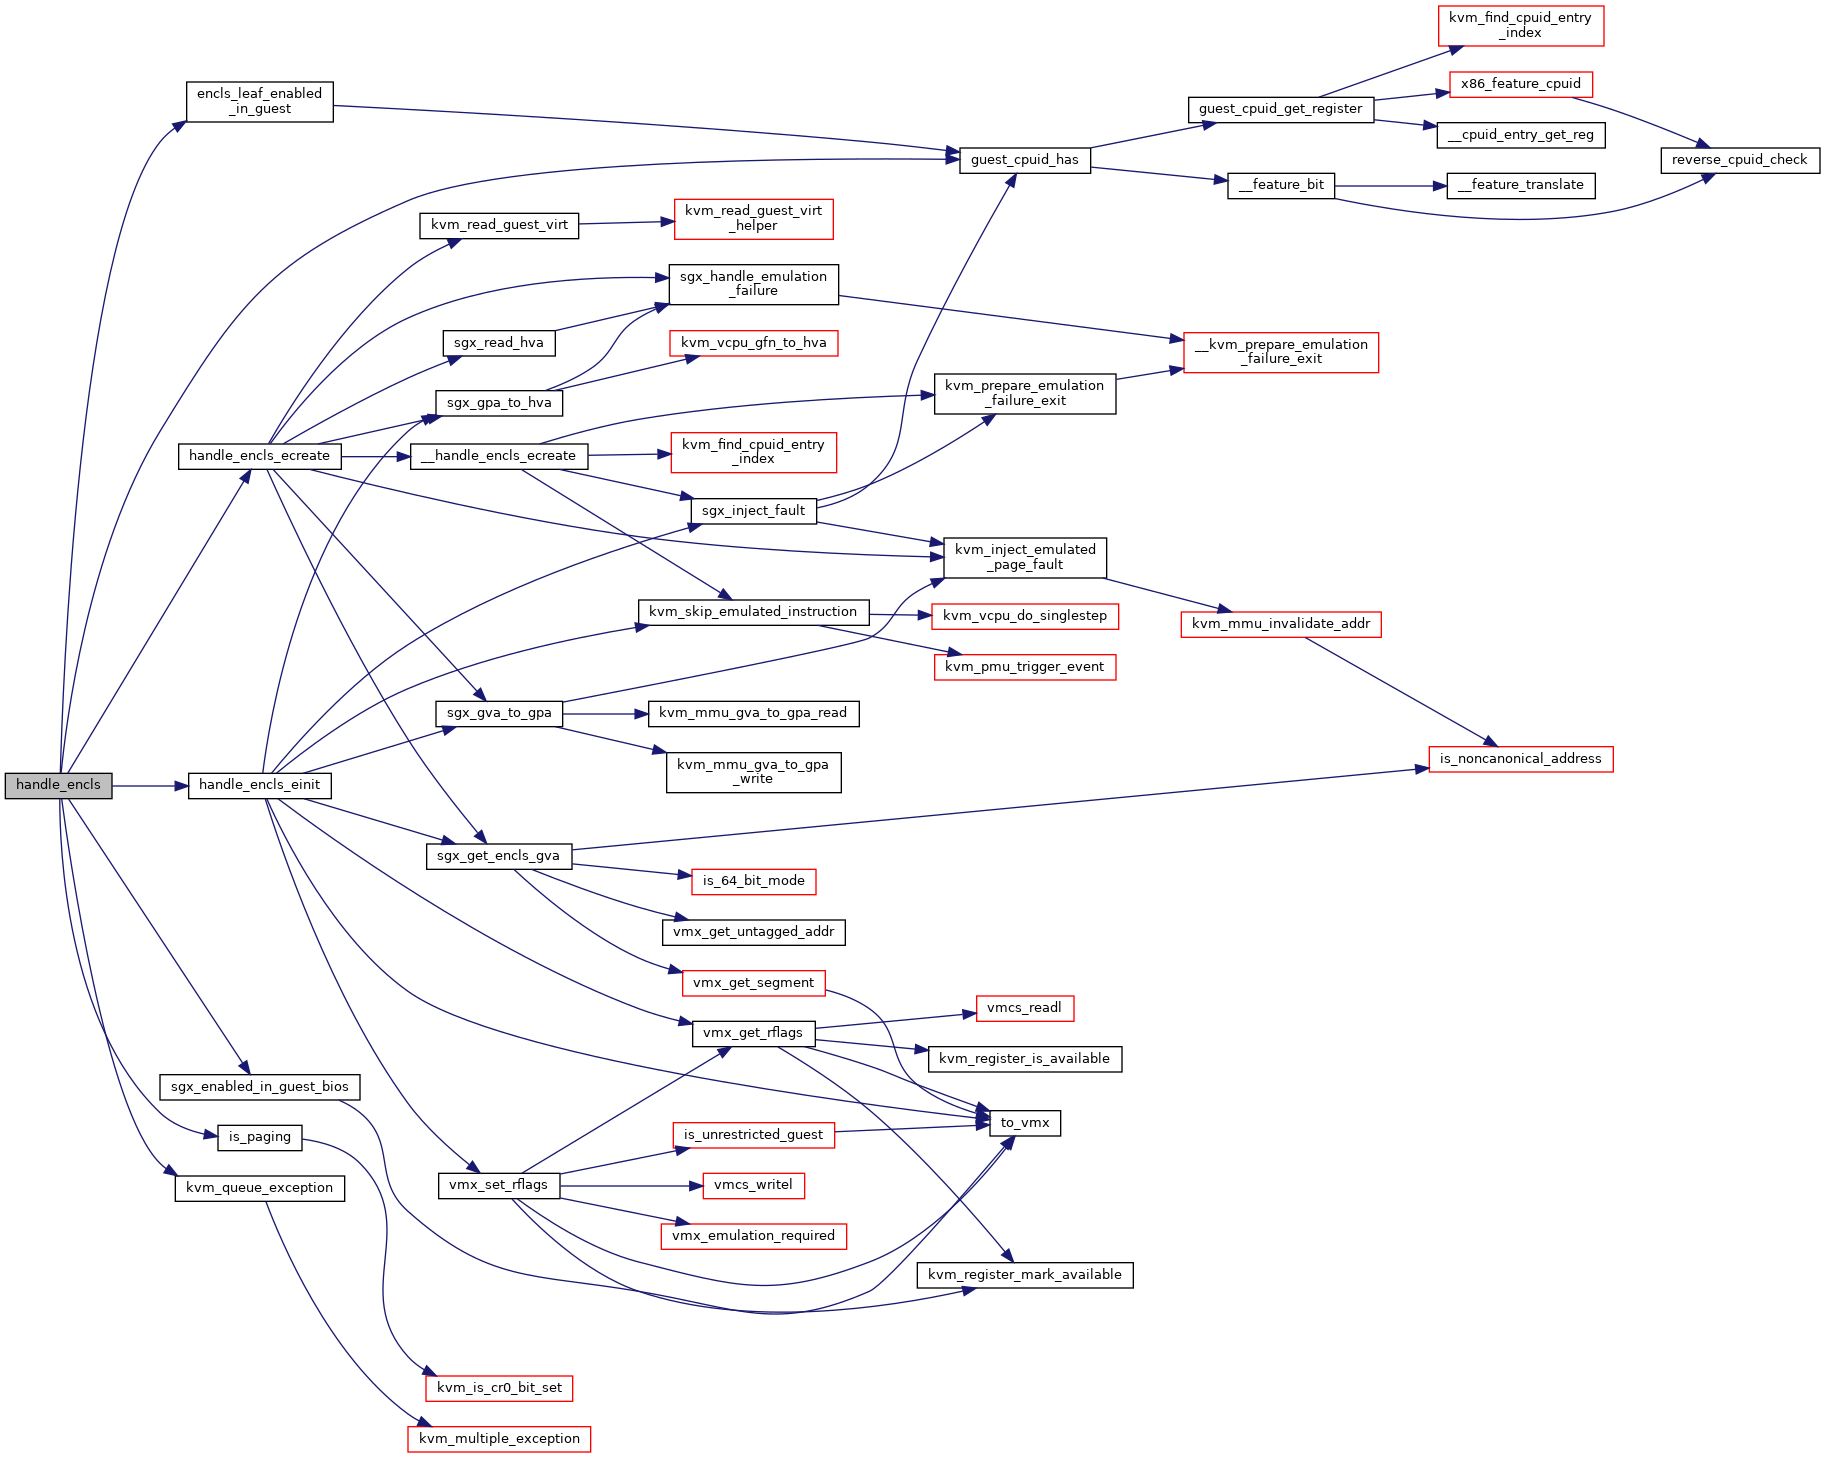 kvm_find_cpuid_entry
_index
x86_feature_cpuid
encls_leaf_enabled
_in_guest
guest_cpuid_get_register
__cpuid_entry_get_reg
guest_cpuid_has
reverse_cpuid_check
__feature_bit
__feature_translate
kvm_read_guest_virt
kvm_read_guest_virt
_helper
sgx_handle_emulation
_failure
sgx_read_hva
kvm_vcpu_gfn_to_hva
__kvm_prepare_emulation
_failure_exit
kvm_prepare_emulation
_failure_exit
sgx_gpa_to_hva
handle_encls_ecreate
__handle_encls_ecreate
kvm_find_cpuid_entry
_index
sgx_inject_fault
kvm_inject_emulated
_page_fault
kvm_skip_emulated_instruction
kvm_vcpu_do_singlestep
kvm_mmu_invalidate_addr
kvm_pmu_trigger_event
sgx_gva_to_gpa
kvm_mmu_gva_to_gpa_read
is_noncanonical_address
kvm_mmu_gva_to_gpa
_write
handle_encls
handle_encls_einit
sgx_get_encls_gva
is_64_bit_mode
vmx_get_untagged_addr
vmx_get_segment
vmcs_readl
vmx_get_rflags
kvm_register_is_available
sgx_enabled_in_guest_bios
to_vmx
is_paging
is_unrestricted_guest
kvm_queue_exception
vmx_set_rflags
vmcs_writel
vmx_emulation_required
kvm_register_mark_available
kvm_is_cr0_bit_set
kvm_multiple_exception